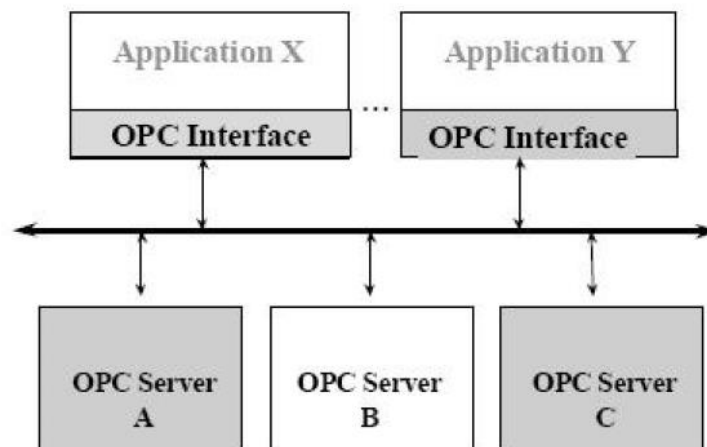 Application X
Application Y
...
OPC Interface
OPC Interface
OPC Server
A
OPC Server
B
OPC Server
C